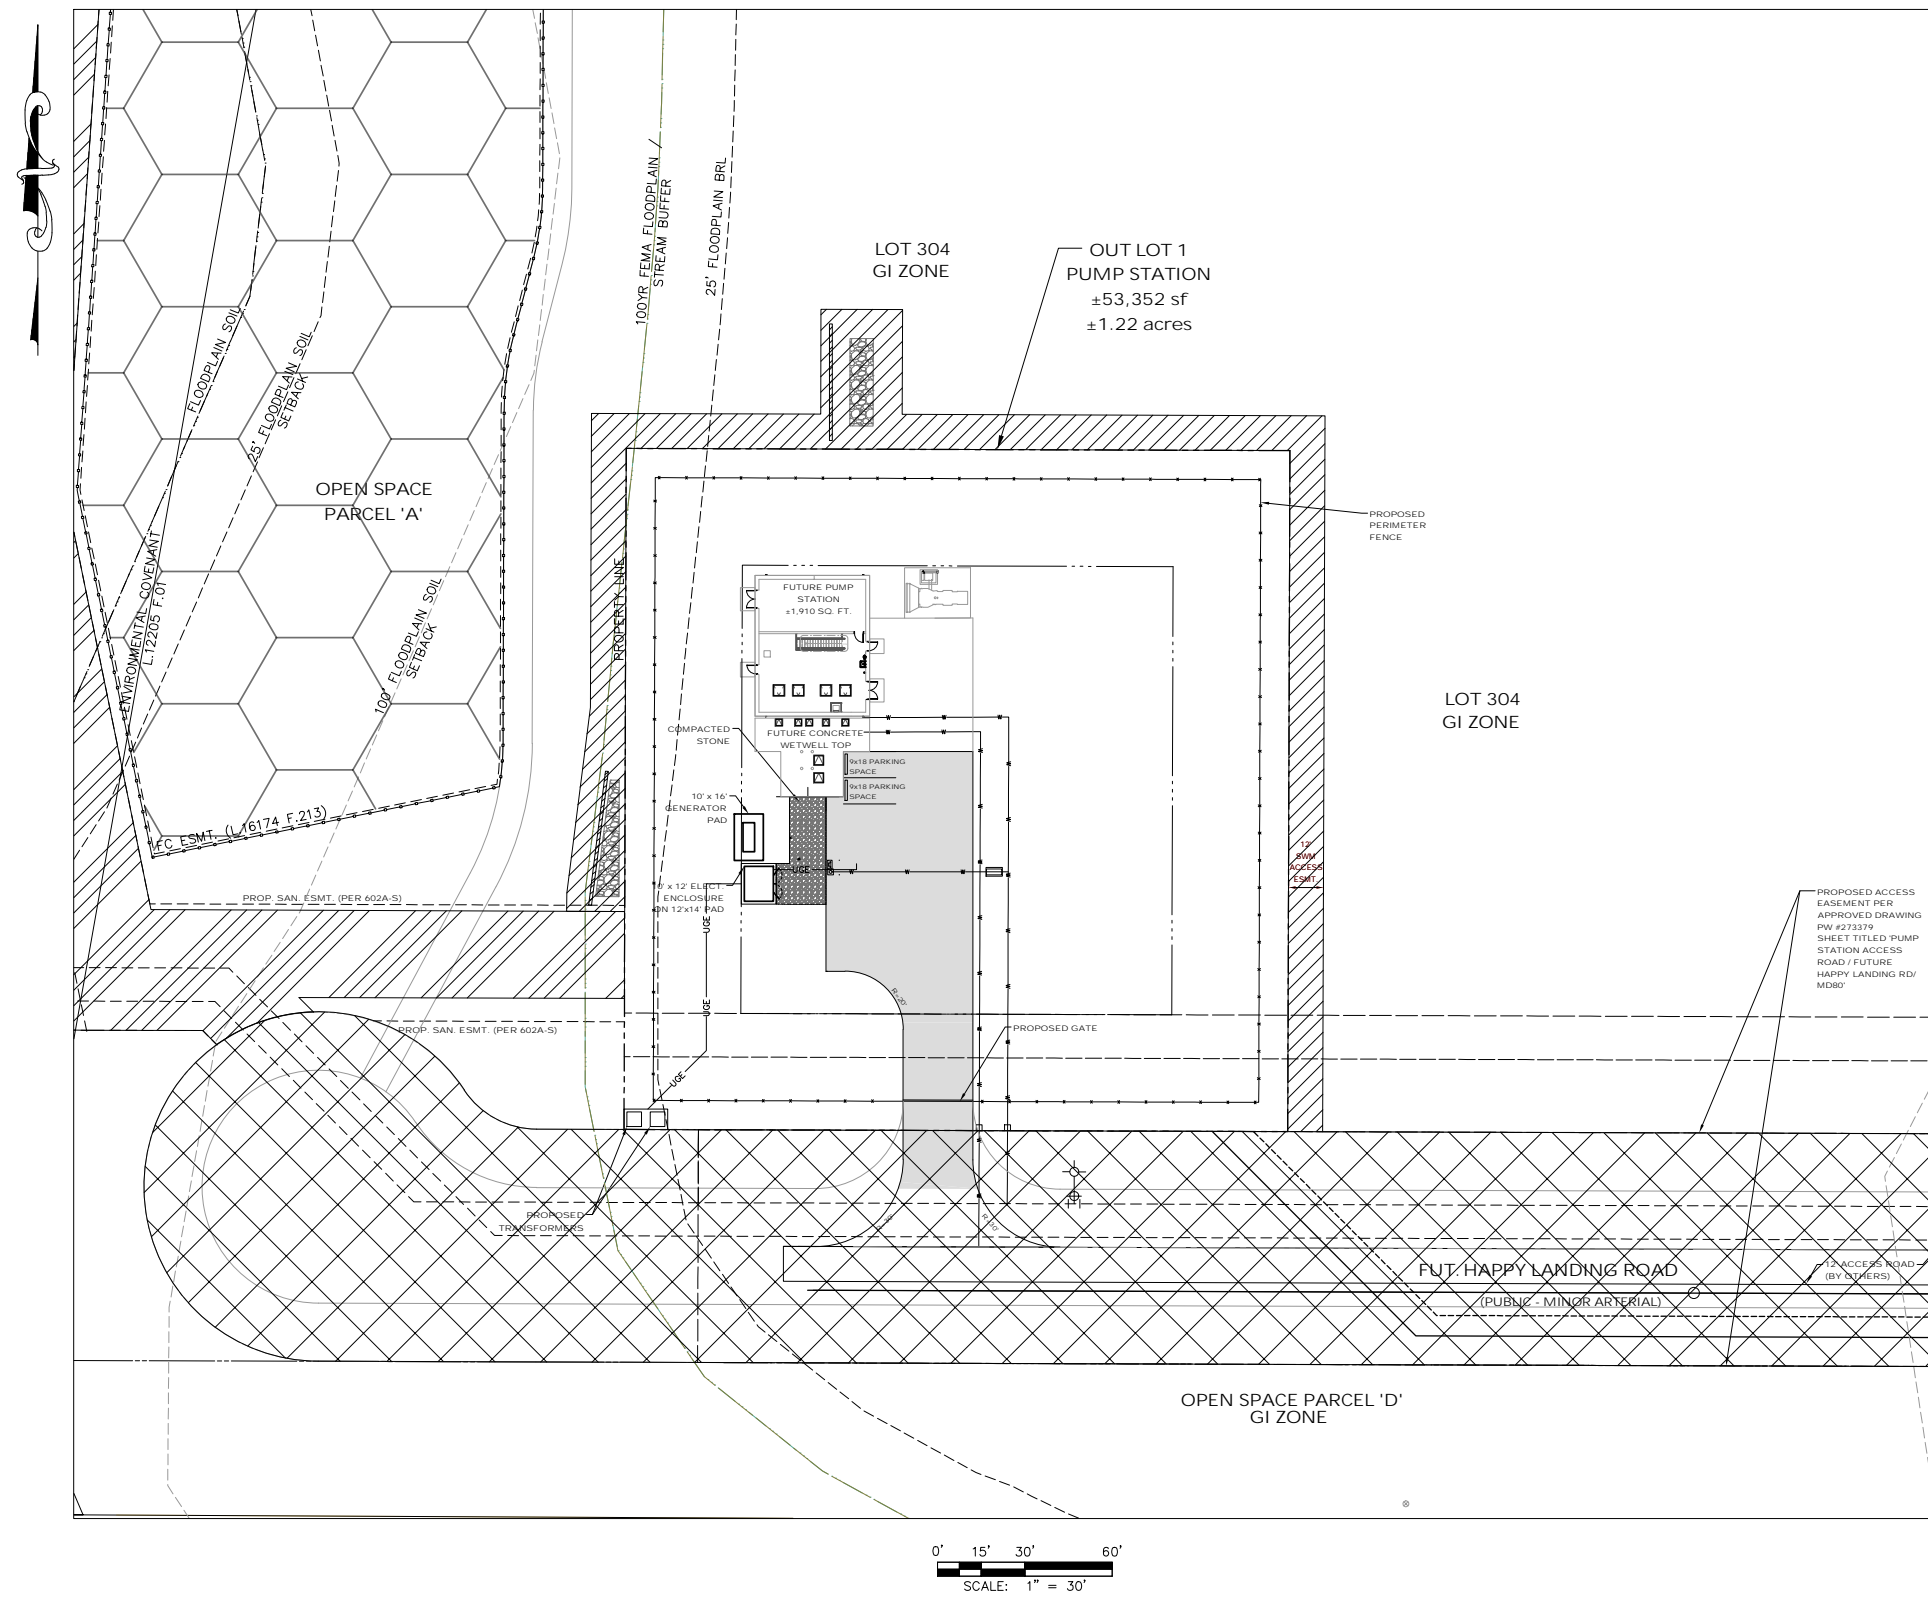 100YR FEMA FLOODPLAIN /
STREAM BUFFER
25' FLOODPLAIN BRL
LOT 304
GI ZONE
OUT LOT 1
PUMP STATION
±53,352 sf
±1.22 acres
FLOODPLAIN SOIL
25' FLOODPLAIN SOIL
SETBACK
OPEN SPACE
PARCEL 'A'
PROPOSED
PERIMETER
FENCE
ENVIRONMENTAL COVENANT
L.12205 F.01
100' FLOODPLAIN SOIL
SETBACK
PROPERTY LINE
FUTURE PUMP
STATION
±1,910 SQ. FT.
LOT 304
GI ZONE
COMPACTED
STONE
FUTURE CONCRETE
WETWELL TOP
9x18 PARKING
SPACE
9x18 PARKING
SPACE
10' x 16'
GENERATOR
PAD
FC ESMT. (L.16174 F.213)
UGE
x 12' ELECT.
ENCLOSURE
ON 12'x14' PAD
12'
SWM
ACCESS
ESMT.
PROP. SAN. ESMT. (PER 602A-S)
UGE
UGE
R=20'
PROPOSED ACCESS
EASEMENT PER
APPROVED DRAWING
PW #273379
SHEET TITLED 'PUMP
STATION ACCESS
ROAD / FUTURE
HAPPY LANDING RD/
MD80'
PROP. SAN. ESMT. (PER 602A-S)
PROPOSED GATE
UGE
PROPOSED
TRANSFORMERS
FUT. HAPPY LANDING ROAD
(PUBLIC - MINOR ARTERIAL)
12' ACCESS ROAD
(BY OTHERS)
OPEN SPACE PARCEL 'D'
GI ZONE
0' 15' 30' 60'
SCALE: 1" = 30'